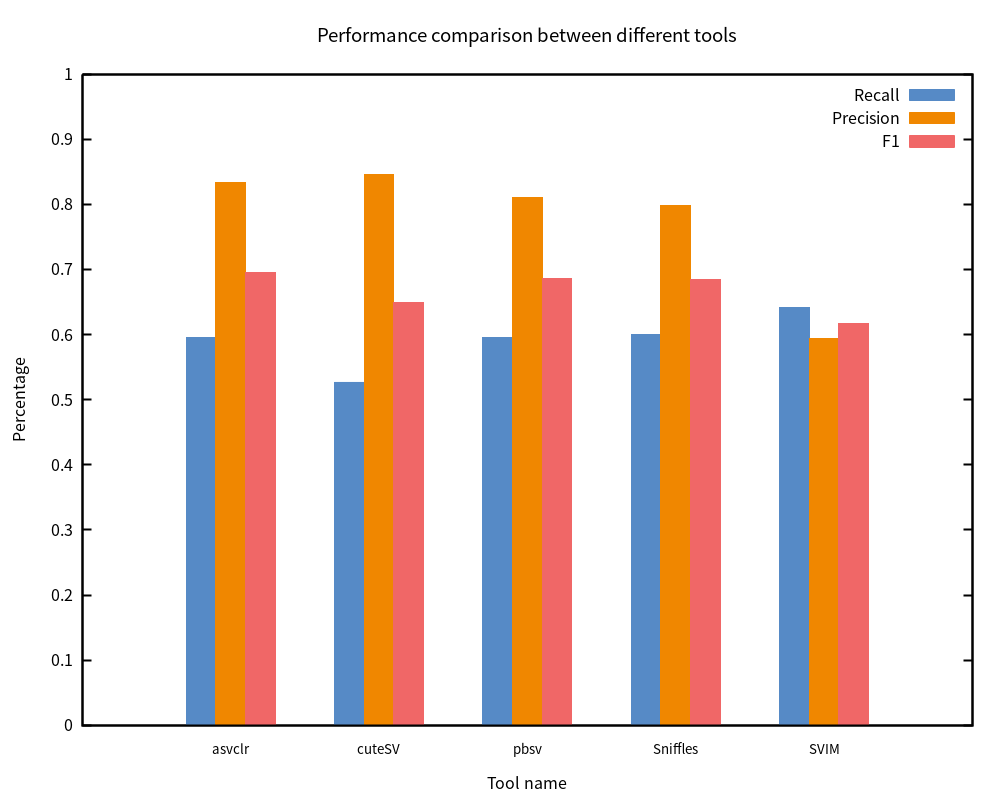 Performance comparison between different tools
Recall
Precision
F1
1
0.9
0.8
0.7
0.6
0.5
0.4
0.3
0.2
0.1
0
Percentage
asvclr cuteSV pbsv Sniffles SVIM
Tool name